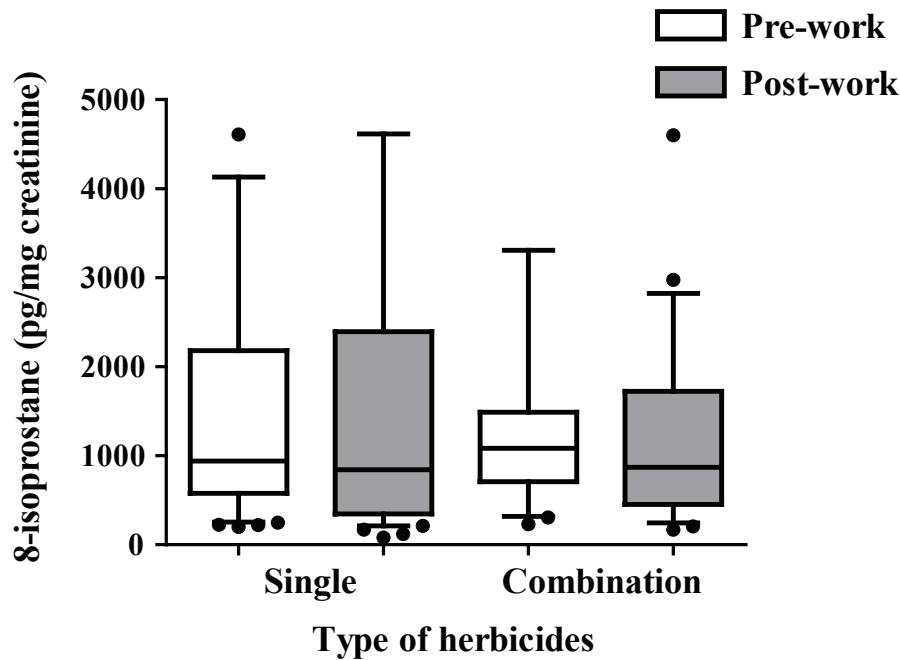 Pre-work
Post-work
8-isoprostane (pg/mg creatinine)
5000
4000
3000
2000
1000
0
Single
Combination
Type of herbicides